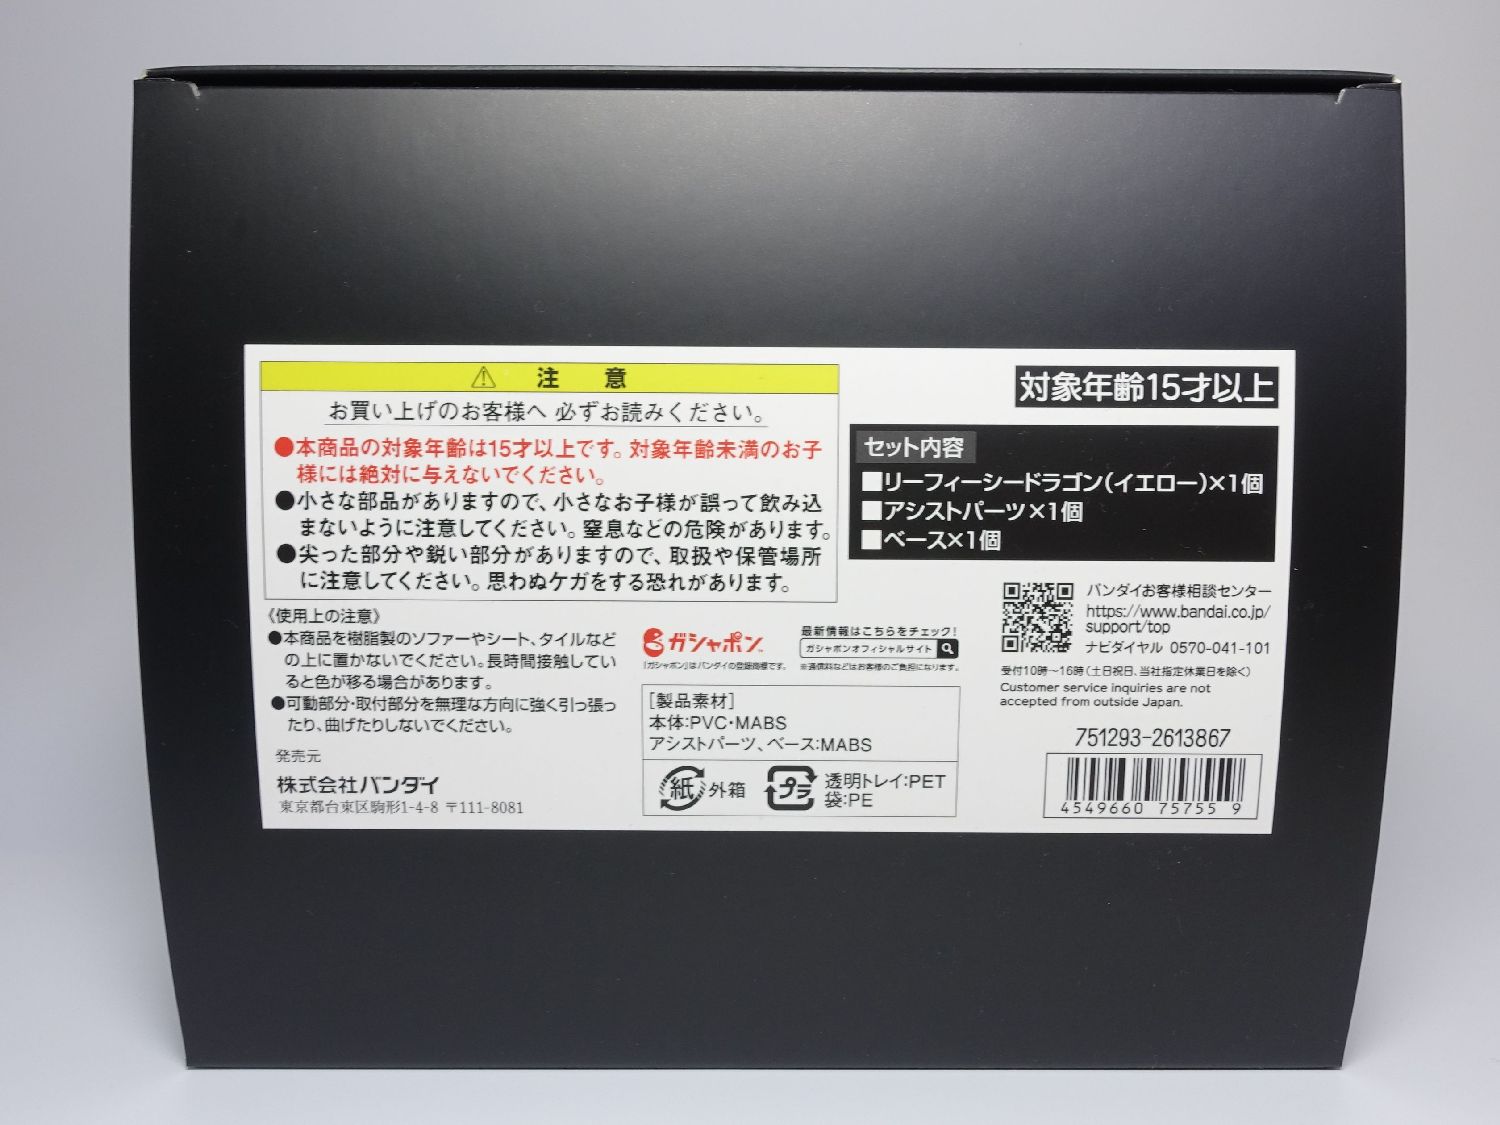 ⚠ 注 意
お買い上げのお客様へ 必ずお読みください。
●本商品の対象年齢は15才以上です。対象年齢未満のお子
様には絶対に与えないでください。
●小さな部品がありますので、小さなお子様が誤って飲み込
まないように注意してください。窒息などの危険があります。
●尖った部分や鋭い部分がありますので、取扱や保管場所
に注意してください。思わぬケガをする恐れがあります。
《使用上の注意》
●本商品を樹脂製のソファーやシート、タイルなど
の上に置かないでください。長時間接触してい
ると色が移る場合があります。
●可動部分・取付部分を無理な方向に強く引っ張っ
たり、曲げたりしないでください。
発売元
株式会社バンダイ
東京都台東区駒形1-4-8 〒111-8081
ガシャポン™
「ガシャポン」はバンダイの登録商標です。
最新情報はこちらをチェック!
ガシャポンオフィシャルサイト
※通信料などはお客様のご負担になります。
[製品素材]
本体:PVC・MABS
アシストパーツ、ベース:MABS
紙 外箱
プラ 透明トレイ:PET
袋:PE
対象年齢15才以上
セット内容
■リーフィーシードラゴン(イエロー)×1個
■アシストパーツ×1個
■ベース×1個
バンダイお客様相談センター
https://www.bandai.co.jp/
support/top
ナビダイヤル 0570-041-101
受付10時〜16時(土日祝日、当社指定休業日を除く)
Customer service inquiries are not
accepted from outside Japan.
751293-2613867
4549660 75755 9